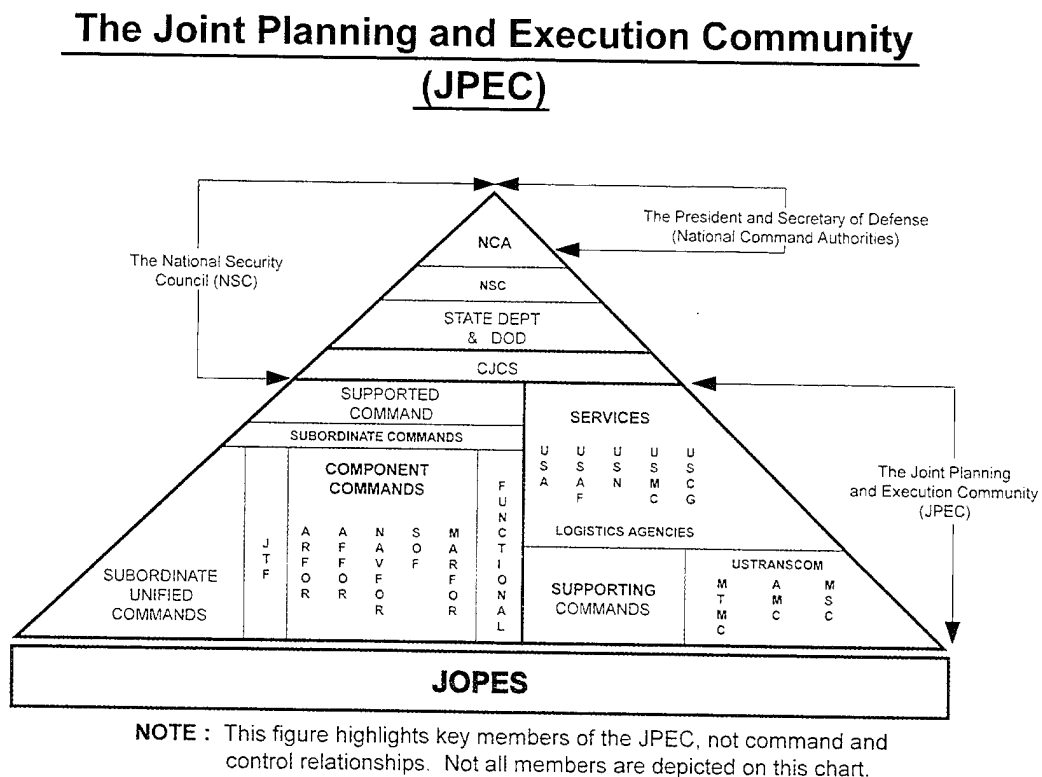 The Joint Planning and Execution Community
(JPEC)
The President and Secretary of Defense
(National Command Authorities)
The National Security
Council (NSC)
NCA
NSC
STATE DEPT
& DOD
CJCS
SUPPORTED
COMMAND
SUBORDINATE COMMANDS
SUBORDINATE
UNIFIED
COMMANDS
JTF
COMPONENT
COMMANDS
ARFOR
AFFOR
NAVFOR
SOF
MARFOR
FUNCTIONAL
SERVICES
USA
USAF
USN
USMC
USCG
LOGISTICS AGENCIES
SUPPORTING
COMMANDS
USTRANSCOM
MTMC
AMC
MSC
The Joint Planning
and Execution Community
(JPEC)
JOPES
NOTE : This figure highlights key members of the JPEC, not command and
control relationships. Not all members are depicted on this chart.